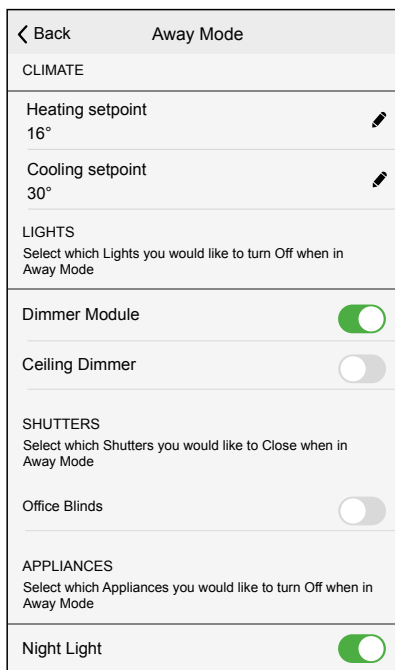 Back
Away Mode
CLIMATE
Heating setpoint
16°
Cooling setpoint
30°
LIGHTS
Select which Lights you would like to turn Off when in
Away Mode
Dimmer Module
Ceiling Dimmer
SHUTTERS
Select which Shutters you would like to Close when in
Away Mode
Office Blinds
APPLIANCES
Select which Appliances you would like to turn Off when in
Away Mode
Night Light